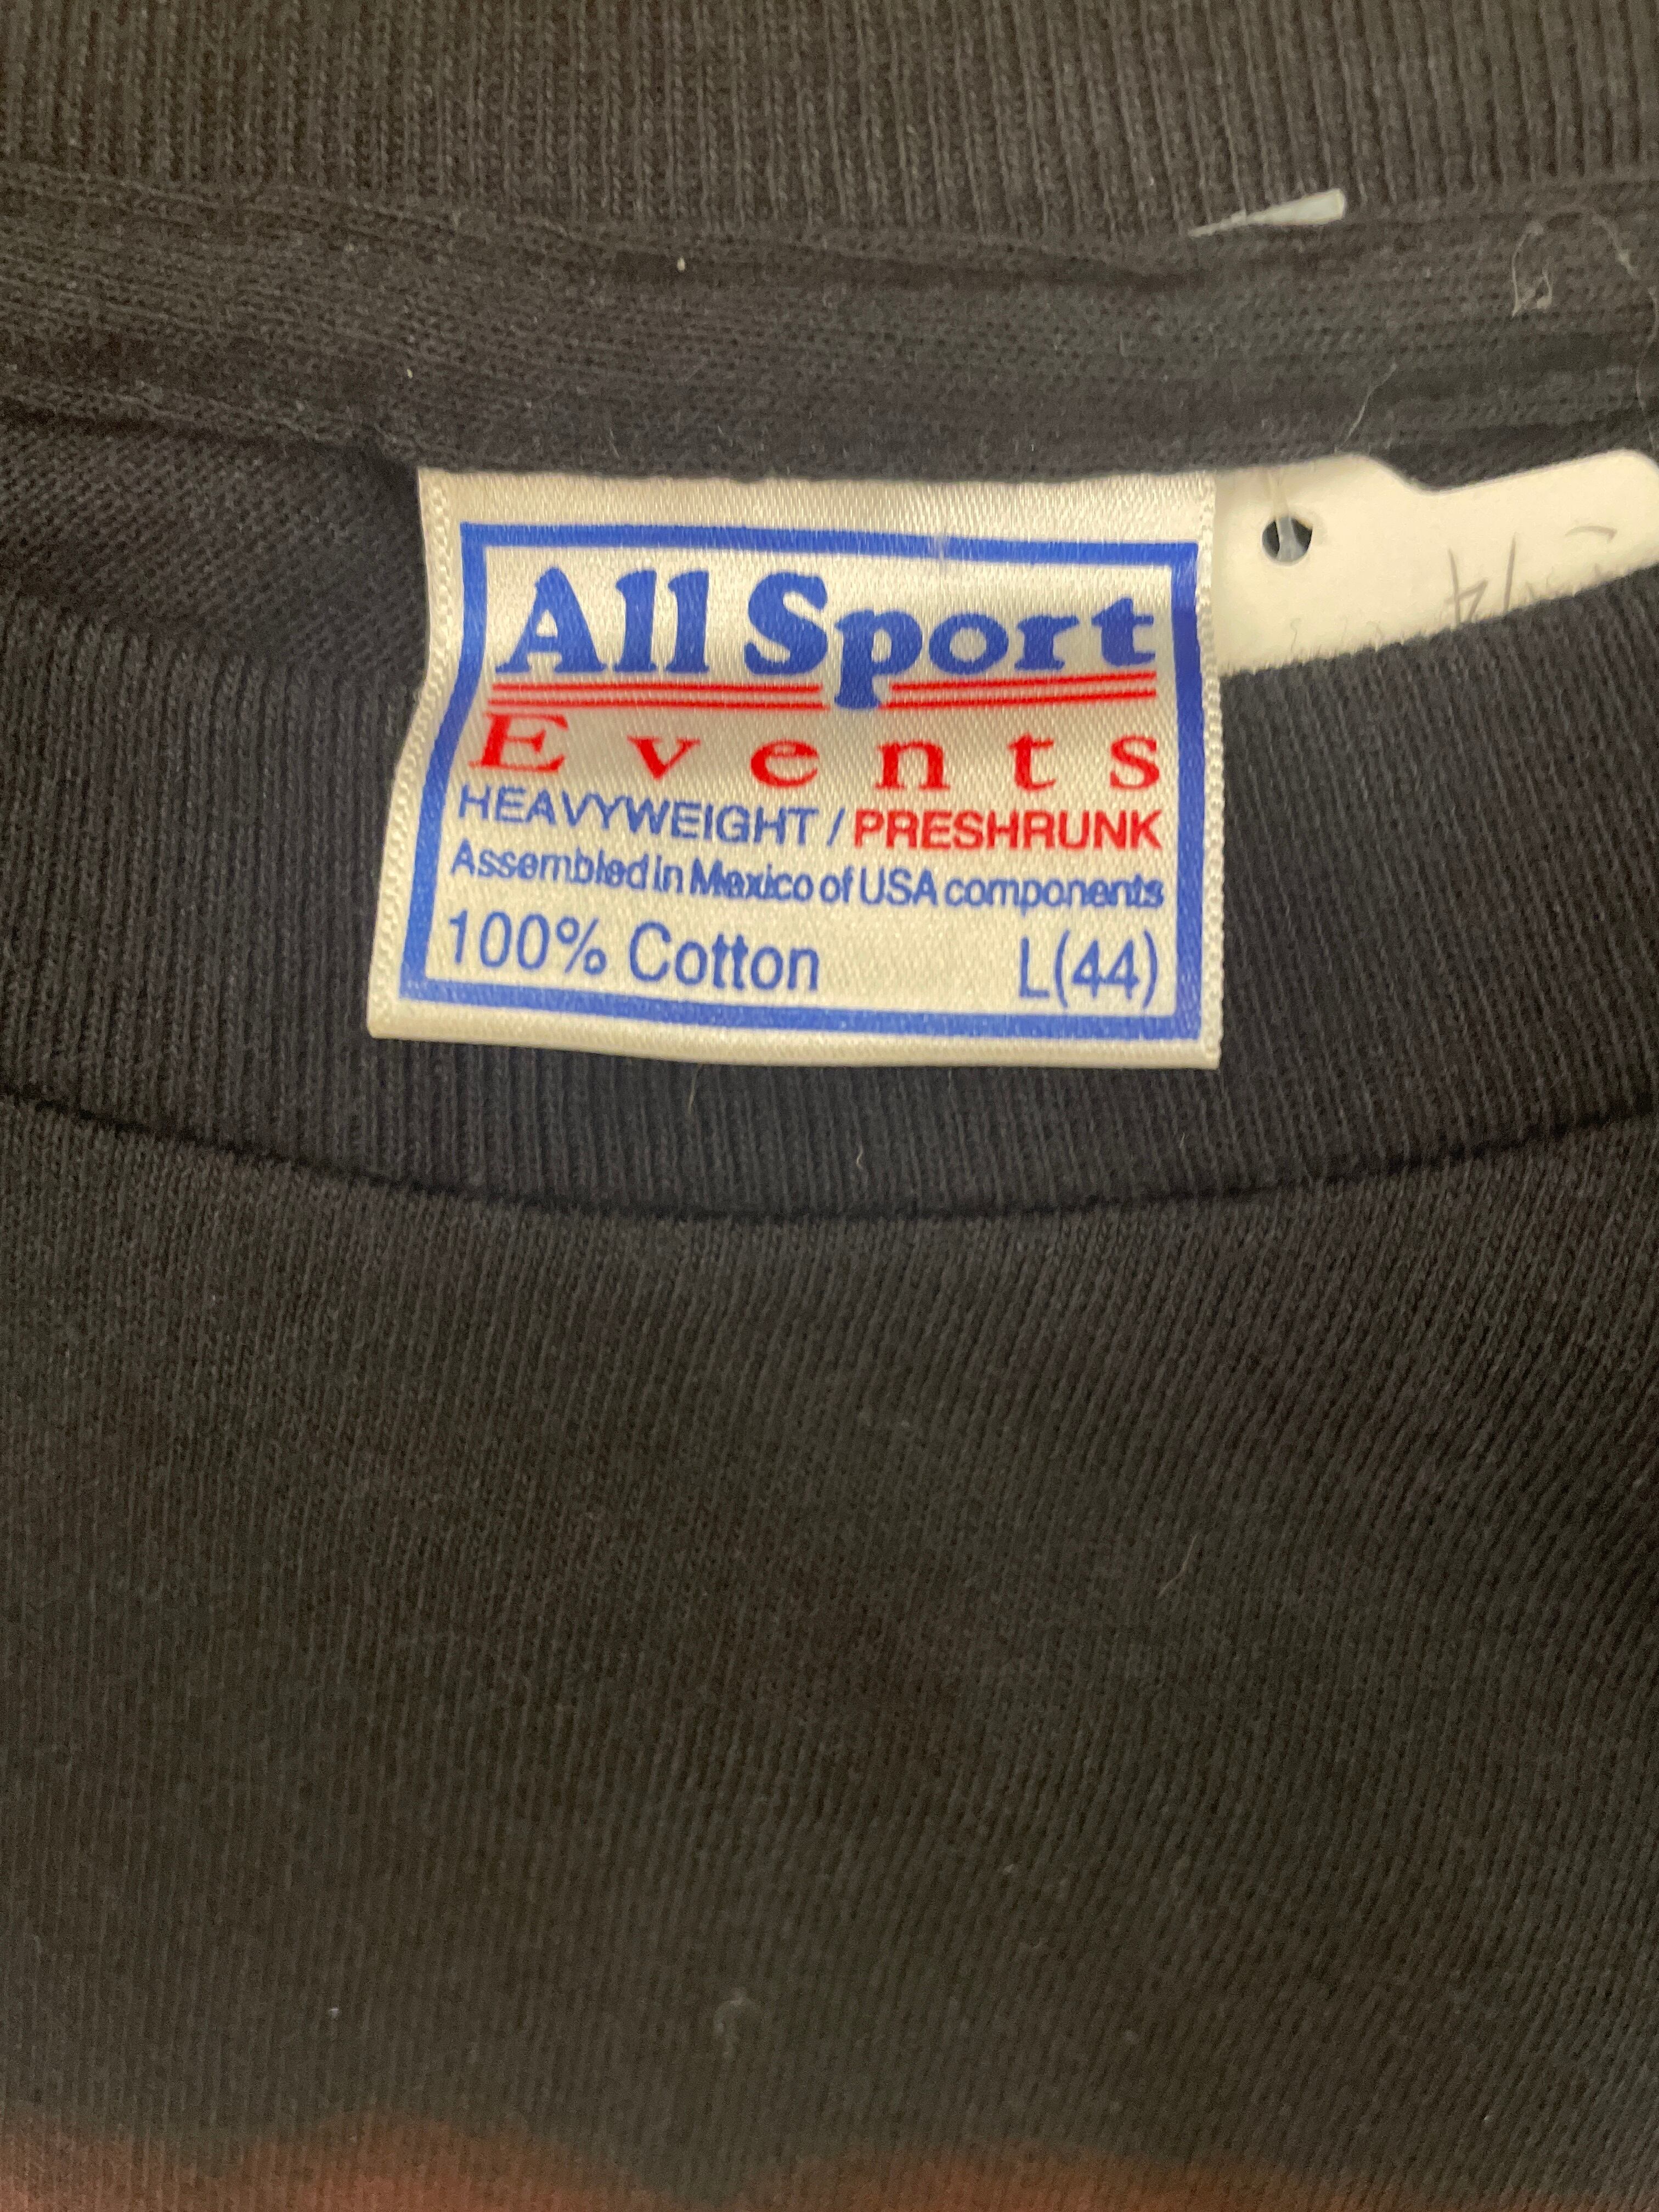 All Sport
Events
HEAVYWEIGHT / PRESHRUNK
Assembled in Mexico of USA components
100% Cotton L(44)